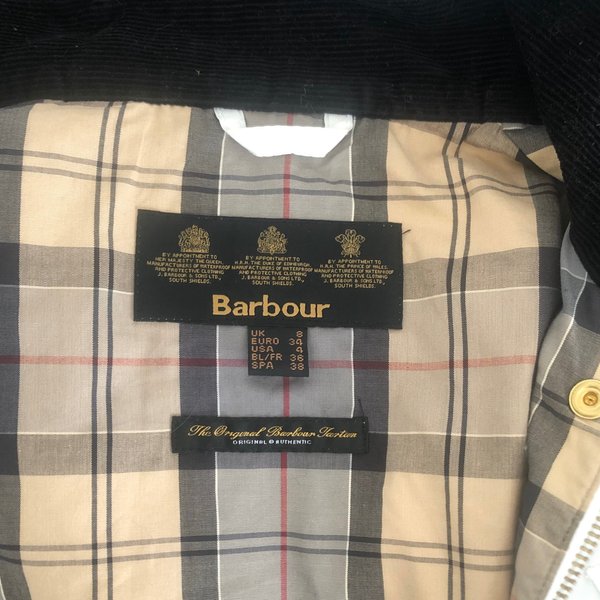 BY APPOINTMENT TO
HER MAJESTY THE QUEEN.
MANUFACTURERS OF WATERPROOF
AND PROTECTIVE CLOTHING
J. BARBOUR & SONS LTD.,
SOUTH SHIELDS.
BY APPOINTMENT TO
H.R.H. THE DUKE OF EDINBURGH.
MANUFACTURERS OF WATERPROOF
AND PROTECTIVE CLOTHING
J. BARBOUR & SONS LTD.,
SOUTH SHIELDS.
BY APPOINTMENT TO
H.R.H. THE PRINCE OF WALES.
MANUFACTURERS OF WATERPROOF
AND PROTECTIVE CLOTHING
J. BARBOUR & SONS LTD.,
SOUTH SHIELDS.
Barbour
UK 8
EURO 34
USA 4
BL/FR 36
SPA 38
The Original Barbour Tartan
ORIGINAL & AUTHENTIC